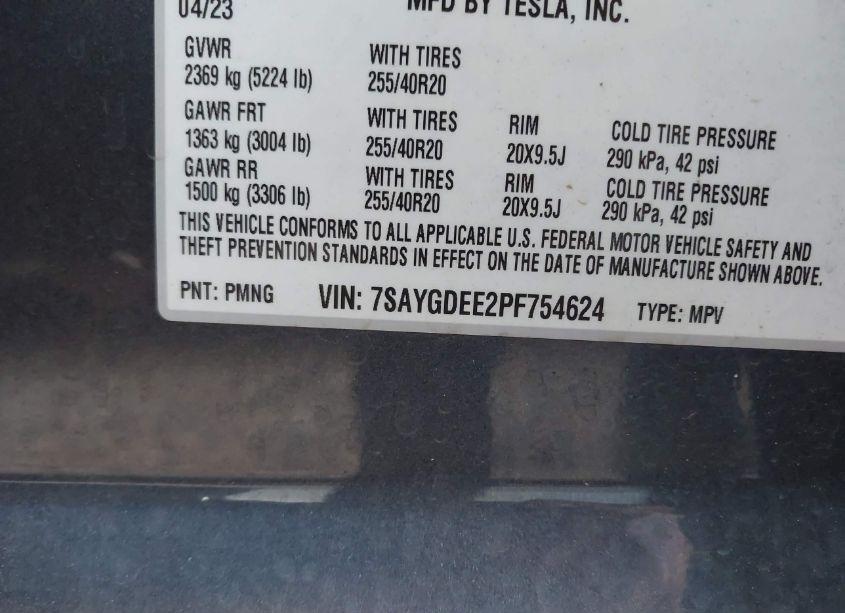 04/23 MFD BY TESLA, INC.
GVWR WITH TIRES
2369 kg (5224 lb) 255/40R20
GAWR FRT WITH TIRES RIM COLD TIRE PRESSURE
1363 kg (3004 lb) 255/40R20 20X9.5J 290 kPa, 42 psi
GAWR RR WITH TIRES RIM COLD TIRE PRESSURE
1500 kg (3306 lb) 255/40R20 20X9.5J 290 kPa, 42 psi
THIS VEHICLE CONFORMS TO ALL APPLICABLE U.S. FEDERAL MOTOR VEHICLE SAFETY AND
THEFT PREVENTION STANDARDS IN EFFECT ON THE DATE OF MANUFACTURE SHOWN ABOVE.
PNT: PMNG VIN: 7SAYGDEE2PF754624 TYPE: MPV